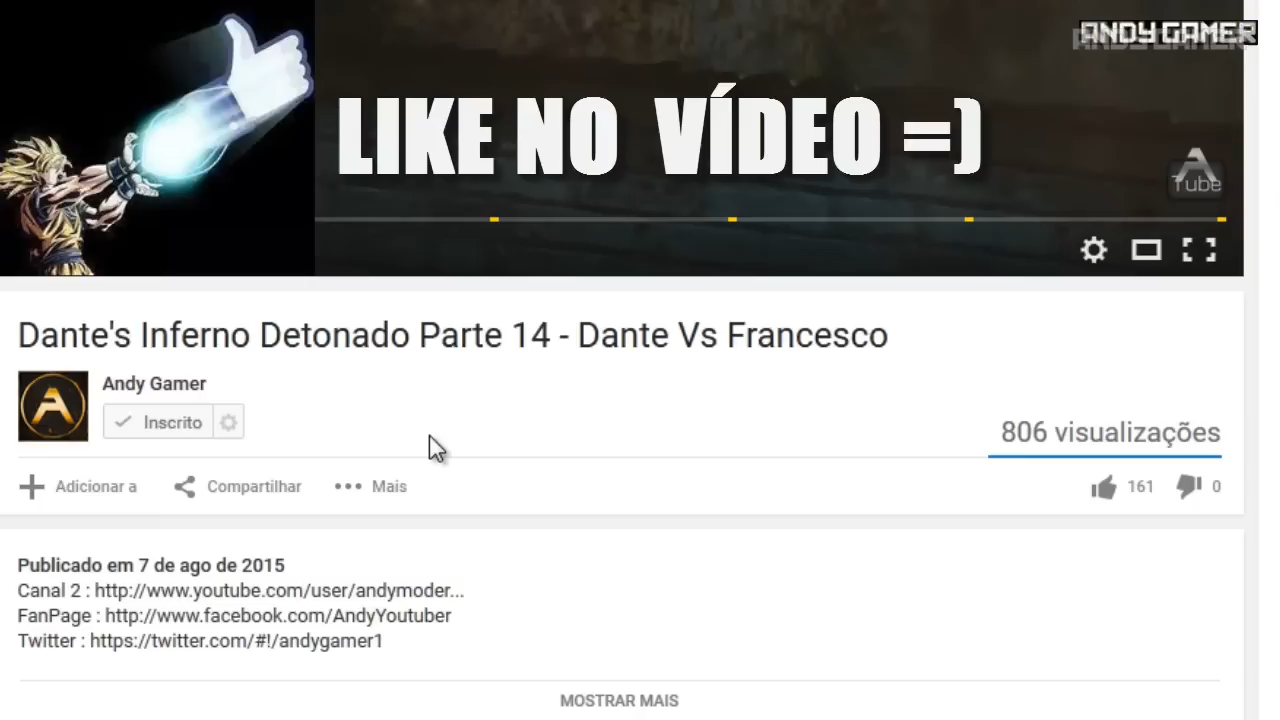 ANDY GAMER
LIKE NO VÍDEO =)
A
Tube
Dante's Inferno Detonado Parte 14 - Dante Vs Francesco
Andy Gamer
Inscrito
806 visualizações
Adicionar a Compartilhar Mais 161 0
Publicado em 7 de ago de 2015
Canal 2 : http://www.youtube.com/user/andymoder...
FanPage : http://www.facebook.com/AndyYoutuber
Twitter : https://twitter.com/#!/andygamer1
MOSTRAR MAIS